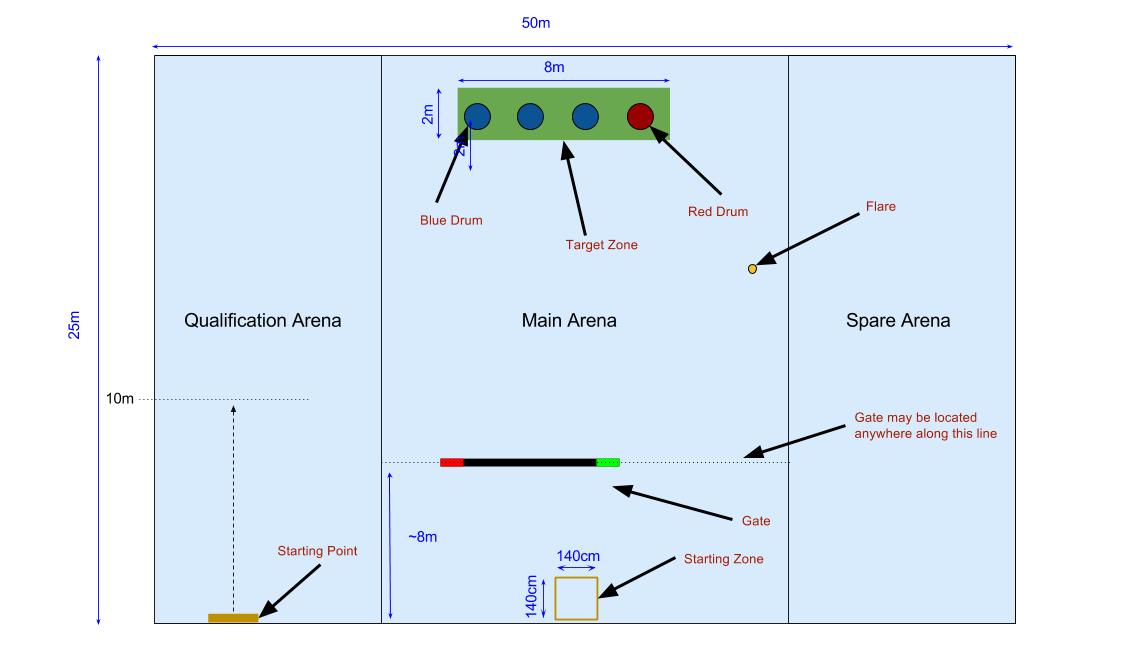 50m
8m
2m
Blue Drum
Red Drum
Flare
Target Zone
Qualification Arena
Main Arena
Spare Arena
25m
10m
Gate may be located
anywhere along this line
Gate
~8m
Starting Point
140cm
Starting Zone
140cm